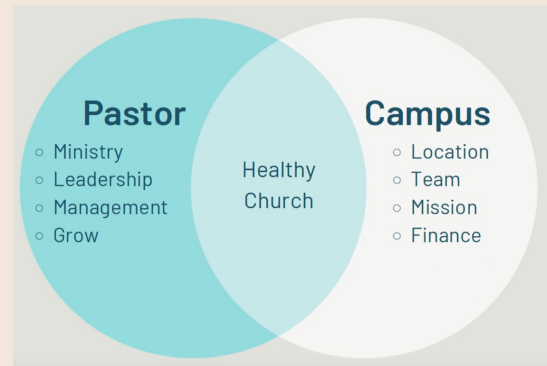 Pastor
○ Ministry
○ Leadership
○ Management
○ Grow
Healthy
Church
Campus
○ Location
○ Team
○ Mission
○ Finance